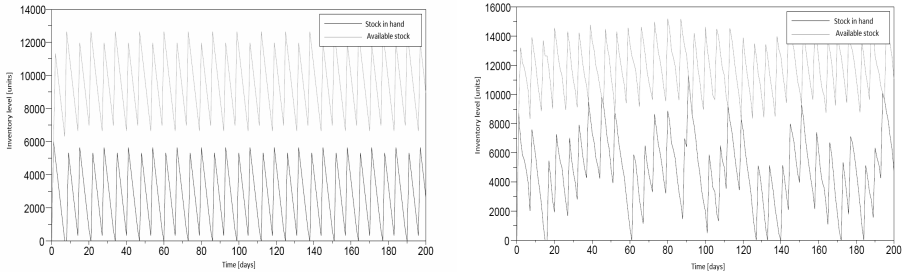 14000
12000
10000
8000
6000
4000
2000
0
Inventory level [units]
Stock in hand
Available stock
0 20 40 60 80 100 120 140 160 180 200
Time [days]
16000
14000
12000
10000
8000
6000
4000
2000
0
Inventory level [units]
Stock in hand
Available stock
0 20 40 60 80 100 120 140 160 180 200
Time [days]